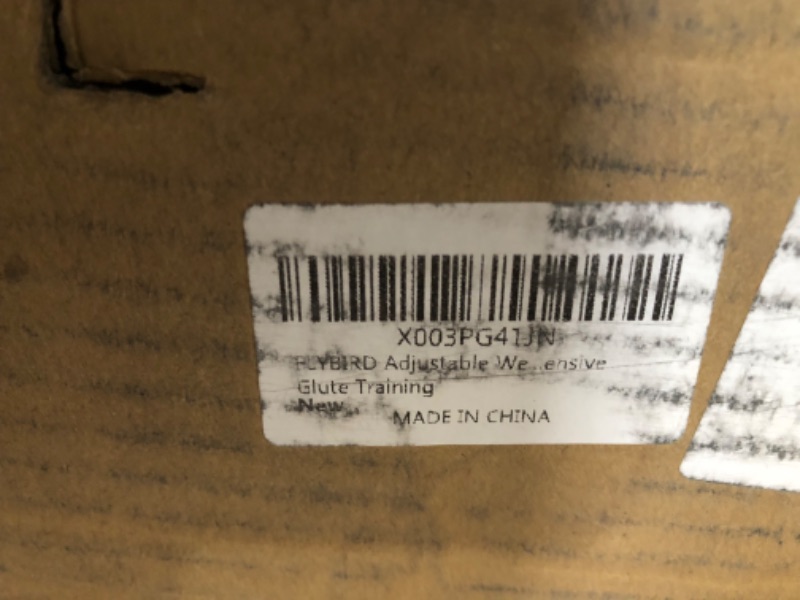 X003PG41JN
FLYBIRD Adjustable We...ensive
Glute Training
New
MADE IN CHINA